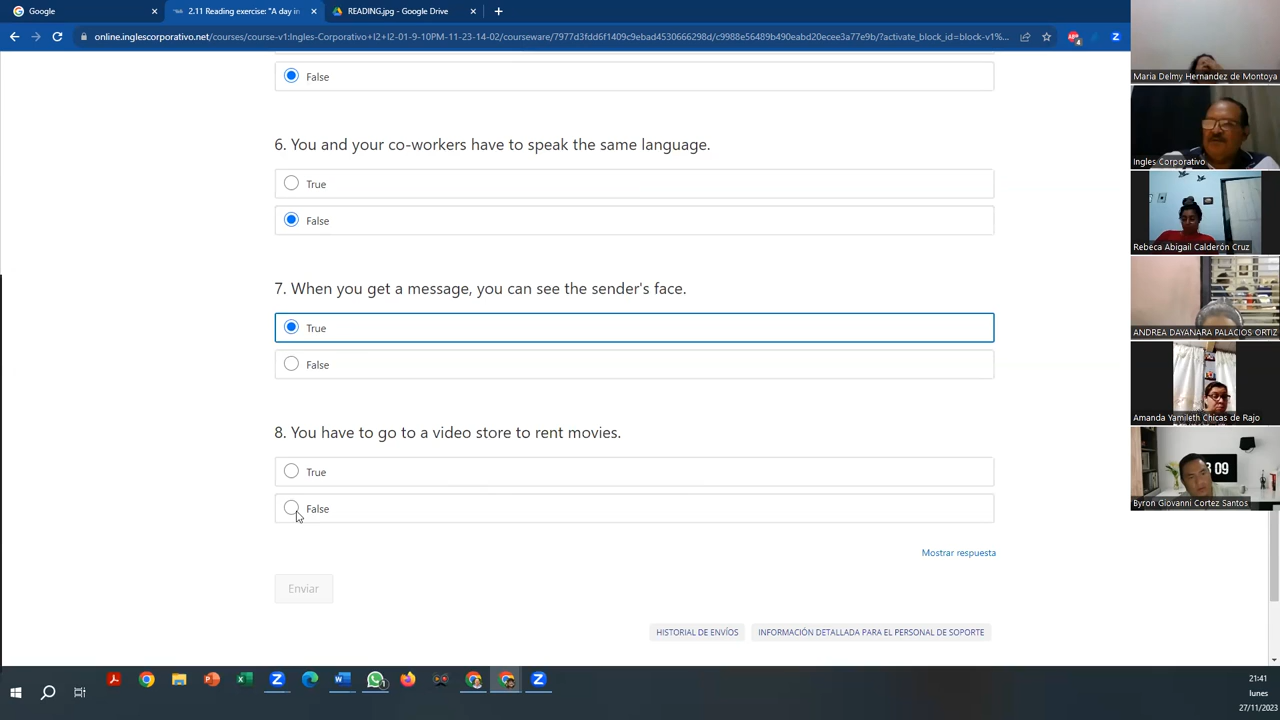 Google
2.11 Reading exercise: "A day in
READING.jpg - Google Drive
online.inglescorporativo.net/courses/course-v1:Ingles-Corporativo+I2+I2-01-9-10PM-11-23-14-02/courseware/7977d3fdd6f1409c9ebad4530666298d/c9988e56489b490eabd20ecee3a77e9b/?activate_block_id=block-v1%...
4
Maria Delmy Hernandez de Montoya
Ingles Corporativo
Rebeca Abigail Calderón Cruz
ANDREA DAYANARA PALACIOS ORTIZ
Amanda Yamileth Chicas de Rajo
09
Byron Giovanni Cortez Santos
False
6. You and your co-workers have to speak the same language.
True
False
7. When you get a message, you can see the sender's face.
True
False
8. You have to go to a video store to rent movies.
True
False
Mostrar respuesta
Enviar
HISTORIAL DE ENVÍOS
INFORMACIÓN DETALLADA PARA EL PERSONAL DE SOPORTE
1
21:41
lunes
27/11/2023